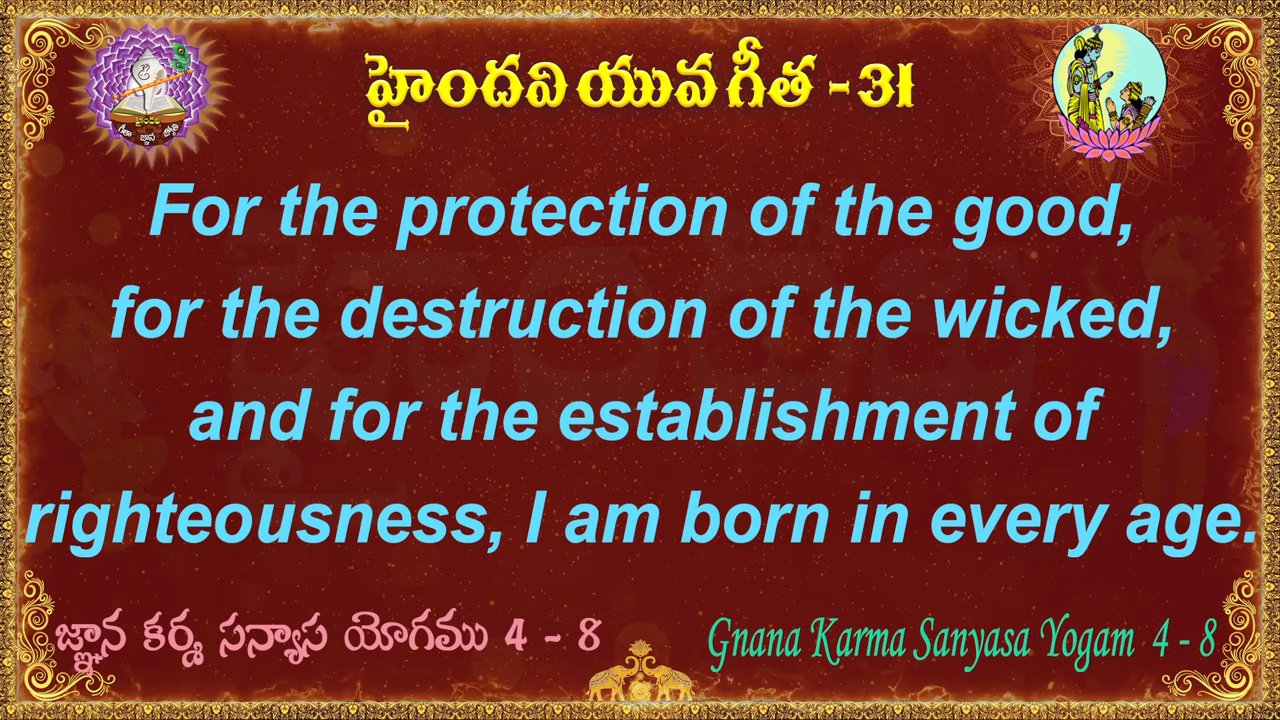 హైందవి యువ గీత - 31
For the protection of the good,
for the destruction of the wicked,
and for the establishment of
righteousness, I am born in every age.
జ్ఞాన కర్మ సన్యాస యోగము 4 - 8
Gnana Karma Sanyasa Yogam 4 - 8